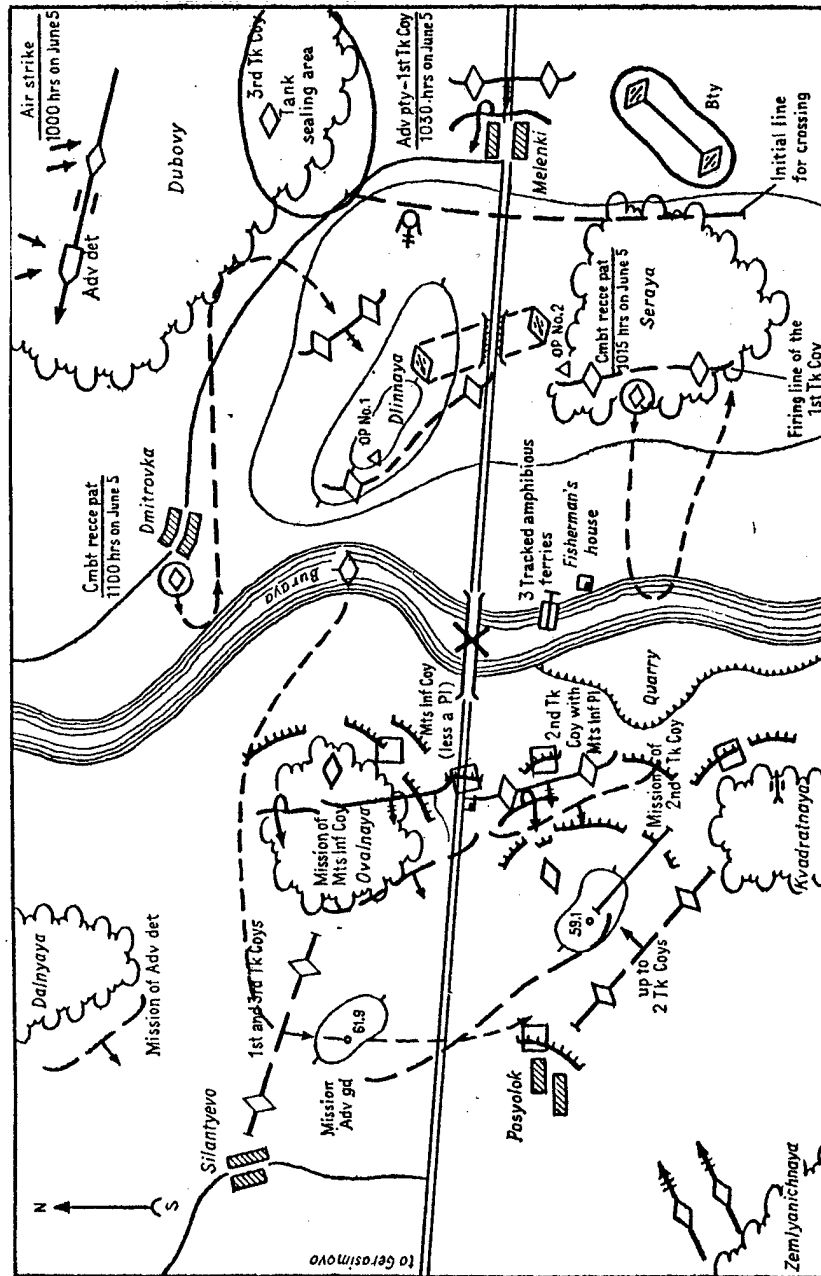 N
S
Dalnyaya
Mission of Adv det
Silantyevo
1st and 3rd Tk Coys
61.9
Mission
Adv gd
to Gerasimovo
Posyolok
Zemlyanichnaya
up to
2 Tk Coys
59.1
Mission of
Mts Inf Coy
Ovalnaya
Mts Inf Coy
(less a Pl)
2nd Tk
Coy with
Mts Inf Pl
Mission of
2nd Tk Coy
Kvadratnaya
Quarry
Buraya
Cmbt recce pat
1100 hrs on June 5
Dmitrovka
3 Tracked amphibious
ferries
Fisherman's
house
OP No.1
Dlinnaya
OP No.2
Cmbt recce pat
1015 hrs on June 5
Seraya
Firing line of the
1st Tk Coy
Air strike
1000 hrs on June 5
Adv det
Dubovy
3rd Tk Coy
Tank
sealing area
Adv pty-1st Tk Coy
1030 hrs on June 5
Melenki
Bty
Initial line
for crossing